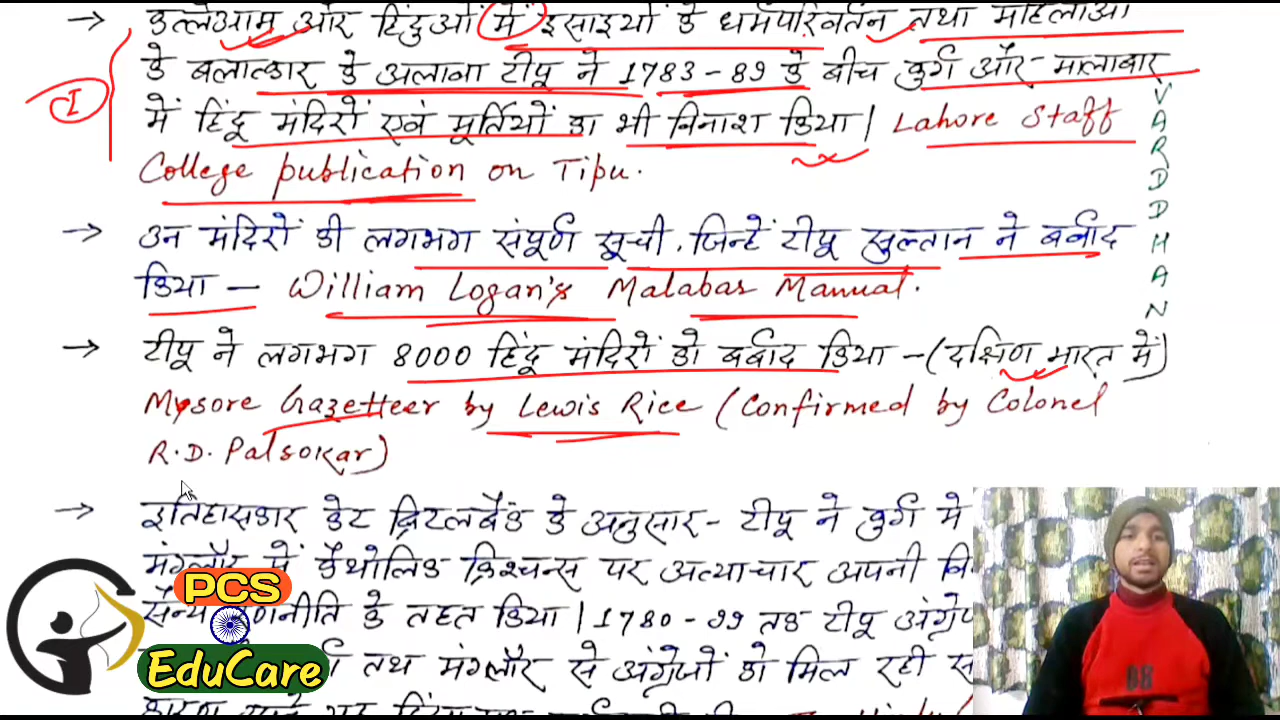 → कत्लेआम और हिंदुओं में इसाइयों के धर्मपरिवर्तन तथा महिलाओं
के बलात्कार के अलावा टीपू ने 1783-89 के बीच कुर्ग और मालाबार
I
में हिंदू मंदिरों एवं मूर्तियों का भी विनाश किया| Lahore Staff
College publication on Tipu.
→ उन मंदिरों की लगभग संपूर्ण सूची, जिन्हें टीपू सुल्तान ने बर्बाद
किया - William Logan's Malabar Manual.
→ टीपू ने लगभग 8000 हिंदू मंदिरों को बर्बाद किया -(दक्षिण भारत में)
Mysore Gazetteer by Lewis Rice (Confirmed by Colonel
R.D. Palsokar)
→ इतिहासकार केट ब्रिटलबैंक के अनुसार- टीपू ने कुर्ग में
मंगलौर में कैथोलिक क्रिश्चन्स पर अत्याचार अपनी
सैन्य रणनीति के तहत किया| 1780-99 तक टीपू
तथ मंगलौर से अंग्रेजों को मिल रही
कारण
VARDDHAN
PCS
EduCare
08